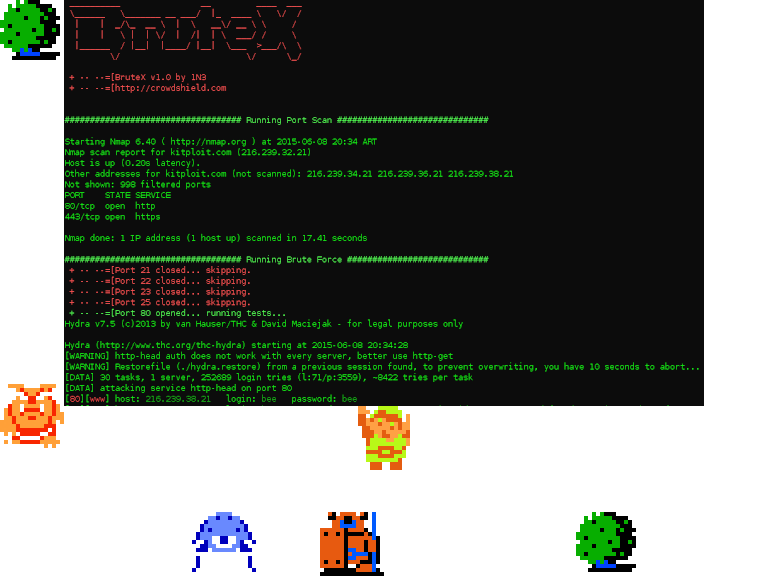 + -- --=[BruteX v1.0 by 1N3
+ -- --=[http://crowdshield.com
################################### Running Port Scan ##############################
Starting Nmap 6.40 ( http://nmap.org ) at 2015-06-08 20:34 ART
Nmap scan report for kitploit.com (216.239.32.21)
Host is up (0.20s latency).
Other addresses for kitploit.com (not scanned): 216.239.34.21 216.239.36.21 216.239.38.21
Not shown: 998 filtered ports
PORT    STATE SERVICE
80/tcp  open  http
443/tcp open  https
Nmap done: 1 IP address (1 host up) scanned in 17.41 seconds
################################### Running Brute Force ############################
+ -- --=[Port 21 closed... skipping.
+ -- --=[Port 22 closed... skipping.
+ -- --=[Port 23 closed... skipping.
+ -- --=[Port 25 closed... skipping.
+ -- --=[Port 80 opened... running tests...
Hydra v7.5 (c)2013 by van Hauser/THC & David Maciejak - for legal purposes only
Hydra (http://www.thc.org/thc-hydra) starting at 2015-06-08 20:34:28
[WARNING] http-head auth does not work with every server, better use http-get
[WARNING] Restorefile (./hydra.restore) from a previous session found, to prevent overwriting, you have 10 seconds to abort...
[DATA] 30 tasks, 1 server, 252689 login tries (l:71/p:3559), ~8422 tries per task
[DATA] attacking service http-head on port 80
[80][www] host: 216.239.38.21   login: bee   password: bee